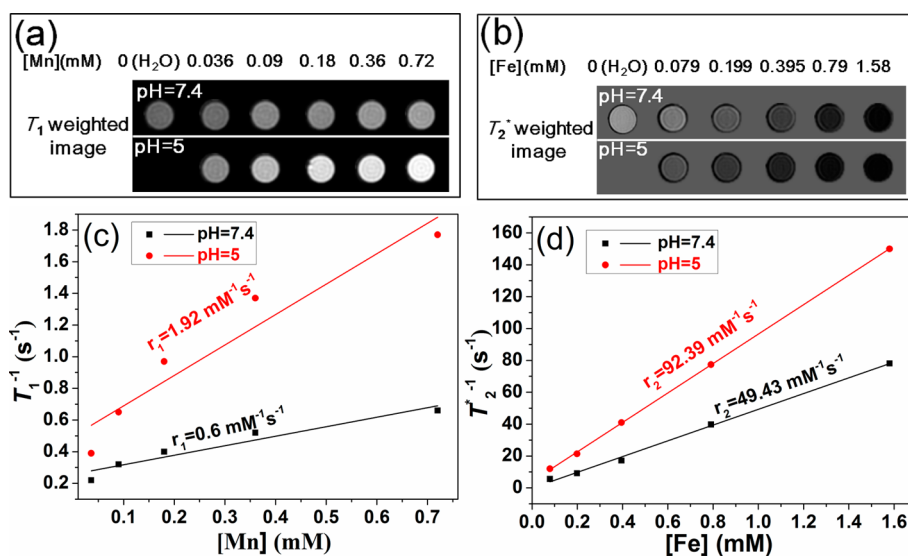 (a)
[Mn](mM) 0 (H₂O) 0.036 0.09 0.18 0.36 0.72
pH=7.4
T₁ weighted
image
pH=5
(b)
[Fe](mM) 0 (H₂O) 0.079 0.199 0.395 0.79 1.58
pH=7.4
T₂* weighted
image
pH=5
(c)
pH=7.4
pH=5
r₁=1.92 mM⁻¹s⁻¹
r₁=0.6 mM⁻¹s⁻¹
T₁⁻¹ (s⁻¹)
1.8
1.6
1.4
1.2
1.0
0.8
0.6
0.4
0.2
0.1 0.2 0.3 0.4 0.5 0.6 0.7
[Mn] (mM)
(d)
pH=7.4
pH=5
r₂=92.39 mM⁻¹s⁻¹
r₂=49.43 mM⁻¹s⁻¹
T₂*⁻¹ (s⁻¹)
160
140
120
100
80
60
40
20
0
0.0 0.2 0.4 0.6 0.8 1.0 1.2 1.4 1.6
[Fe] (mM)